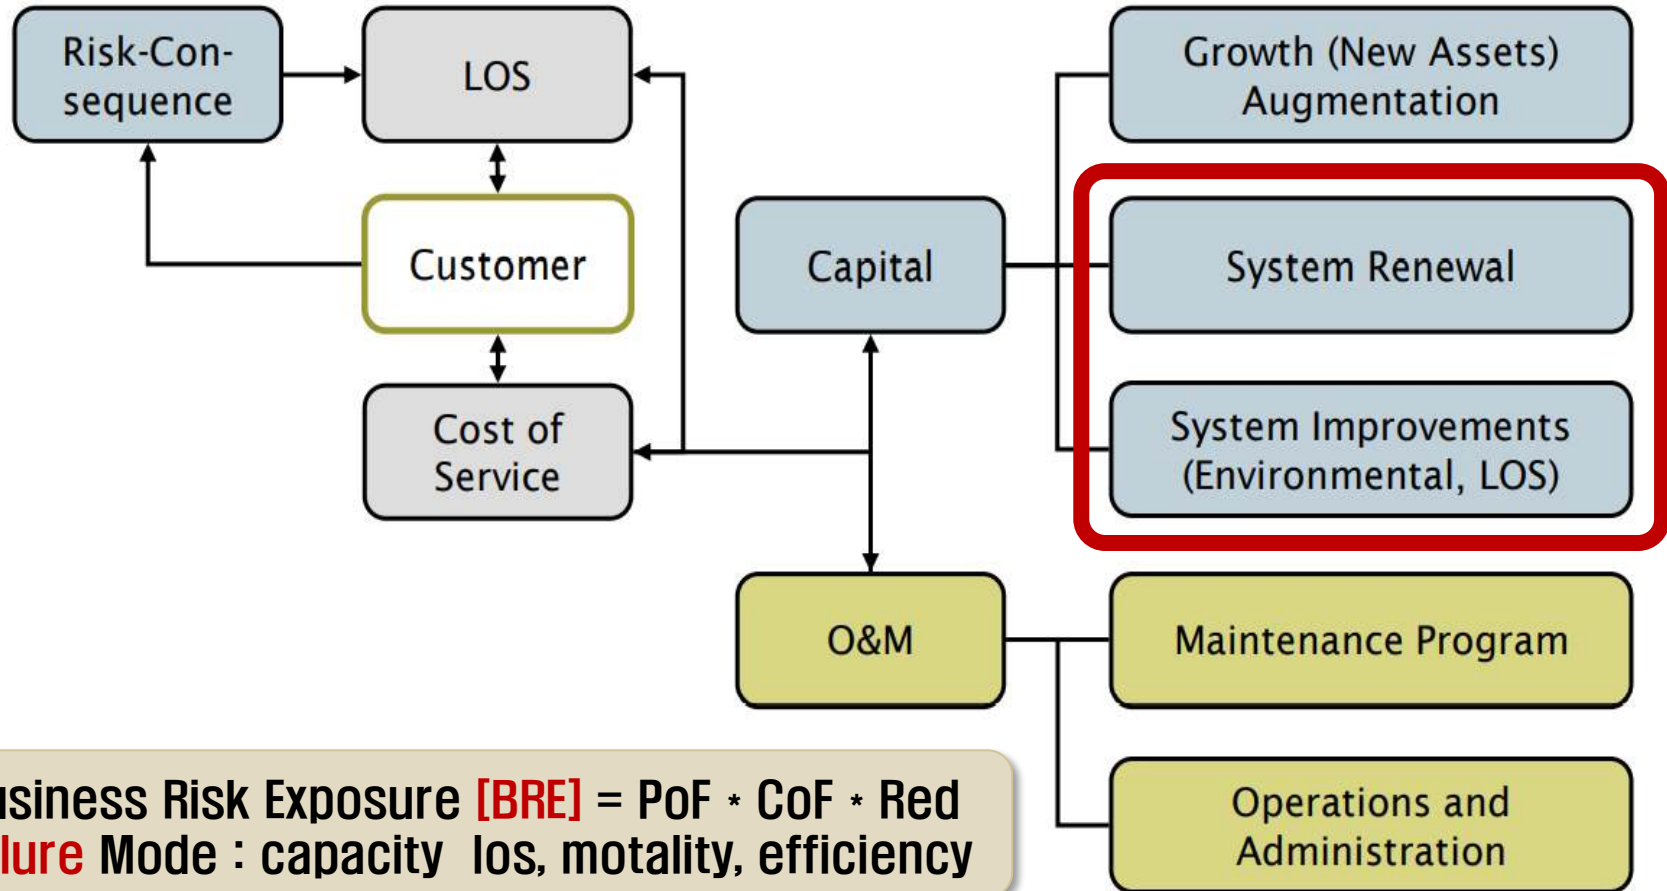 Risk-Con-
sequence
LOS
Customer
Cost of
Service
Capital
O&M
Growth (New Assets)
Augmentation
System Renewal
System Improvements
(Environmental, LOS)
Maintenance Program
Operations and
Administration
usiness Risk Exposure [BRE] = PoF * CoF * Red
lure Mode : capacity los, motality, efficiency